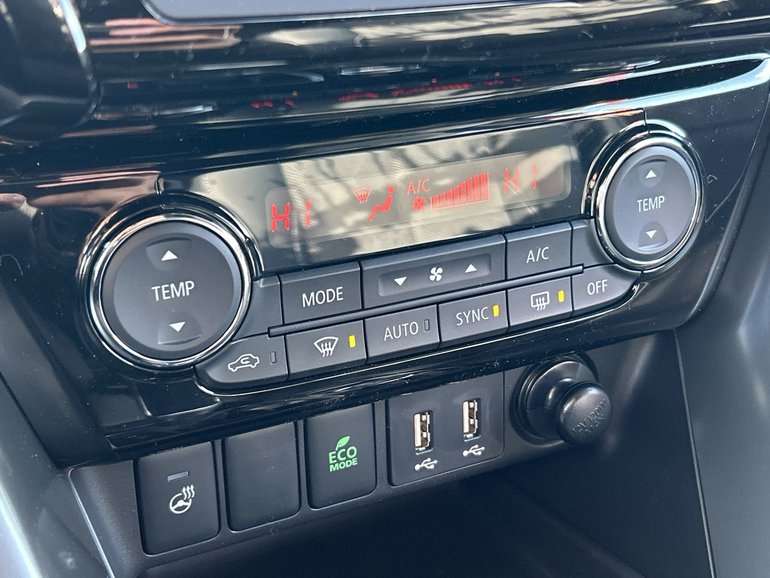 HI A/C HI
TEMP
TEMP
MODE
A/C
AUTO
SYNC
OFF
ECO
MODE